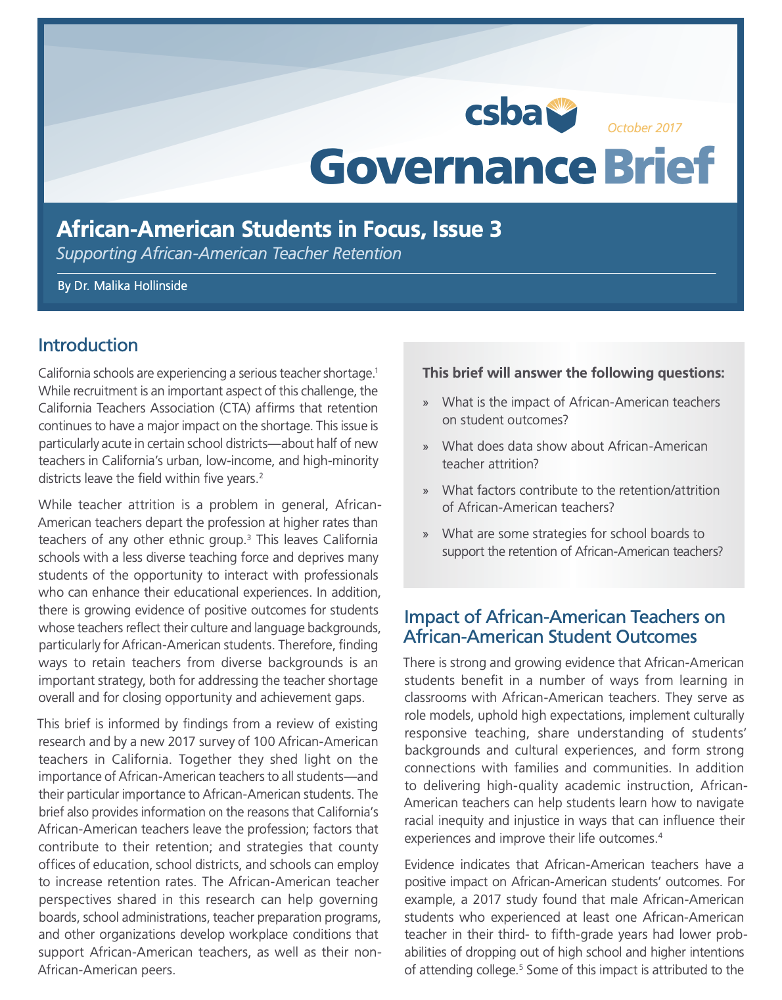 csba
October 2017
Governance Brief
African-American Students in Focus, Issue 3
Supporting African-American Teacher Retention
By Dr. Malika Hollinside
Introduction
California schools are experiencing a serious teacher shortage.1
While recruitment is an important aspect of this challenge, the
California Teachers Association (CTA) affirms that retention
continues to have a major impact on the shortage. This issue is
particularly acute in certain school districts—about half of new
teachers in California's urban, low-income, and high-minority
districts leave the field within five years.2
While teacher attrition is a problem in general, African-
American teachers depart the profession at higher rates than
teachers of any other ethnic group.3 This leaves California
schools with a less diverse teaching force and deprives many
students of the opportunity to interact with professionals
who can enhance their educational experiences. In addition,
there is growing evidence of positive outcomes for students
whose teachers reflect their culture and language backgrounds,
particularly for African-American students. Therefore, finding
ways to retain teachers from diverse backgrounds is an
important strategy, both for addressing the teacher shortage
overall and for closing opportunity and achievement gaps.
This brief is informed by findings from a review of existing
research and by a new 2017 survey of 100 African-American
teachers in California. Together they shed light on the
importance of African-American teachers to all students—and
their particular importance to African-American students. The
brief also provides information on the reasons that California's
African-American teachers leave the profession; factors that
contribute to their retention; and strategies that county
offices of education, school districts, and schools can employ
to increase retention rates. The African-American teacher
perspectives shared in this research can help governing
boards, school administrations, teacher preparation programs,
and other organizations develop workplace conditions that
support African-American teachers, as well as their non-
African-American peers.
This brief will answer the following questions:
» What is the impact of African-American teachers
on student outcomes?
» What does data show about African-American
teacher attrition?
» What factors contribute to the retention/attrition
of African-American teachers?
» What are some strategies for school boards to
support the retention of African-American teachers?
Impact of African-American Teachers on
African-American Student Outcomes
There is strong and growing evidence that African-American
students benefit in a number of ways from learning in
classrooms with African-American teachers. They serve as
role models, uphold high expectations, implement culturally
responsive teaching, share understanding of students'
backgrounds and cultural experiences, and form strong
connections with families and communities. In addition
to delivering high-quality academic instruction, African-
American teachers can help students learn how to navigate
racial inequity and injustice in ways that can influence their
experiences and improve their life outcomes.4
Evidence indicates that African-American teachers have a
positive impact on African-American students' outcomes. For
example, a 2017 study found that male African-American
students who experienced at least one African-American
teacher in their third- to fifth-grade years had lower prob-
abilities of dropping out of high school and higher intentions
of attending college.5 Some of this impact is attributed to the